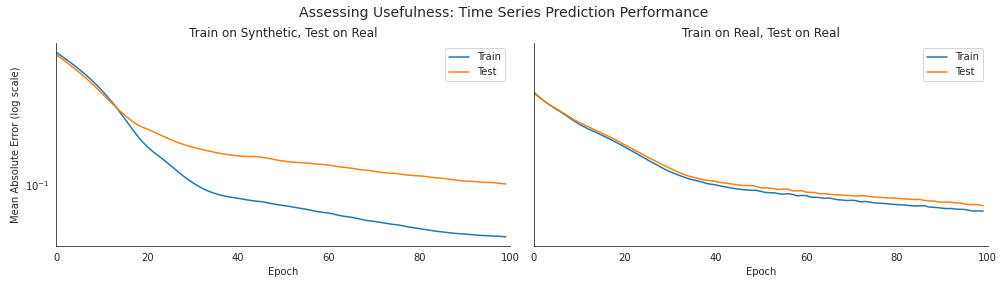 Assessing Usefulness: Time Series Prediction Performance
Train on Synthetic, Test on Real
Mean Absolute Error (log scale)
10⁻¹
Train
Test
0 20 40 60 80 100
Epoch
Train on Real, Test on Real
Train
Test
0 20 40 60 80 100
Epoch